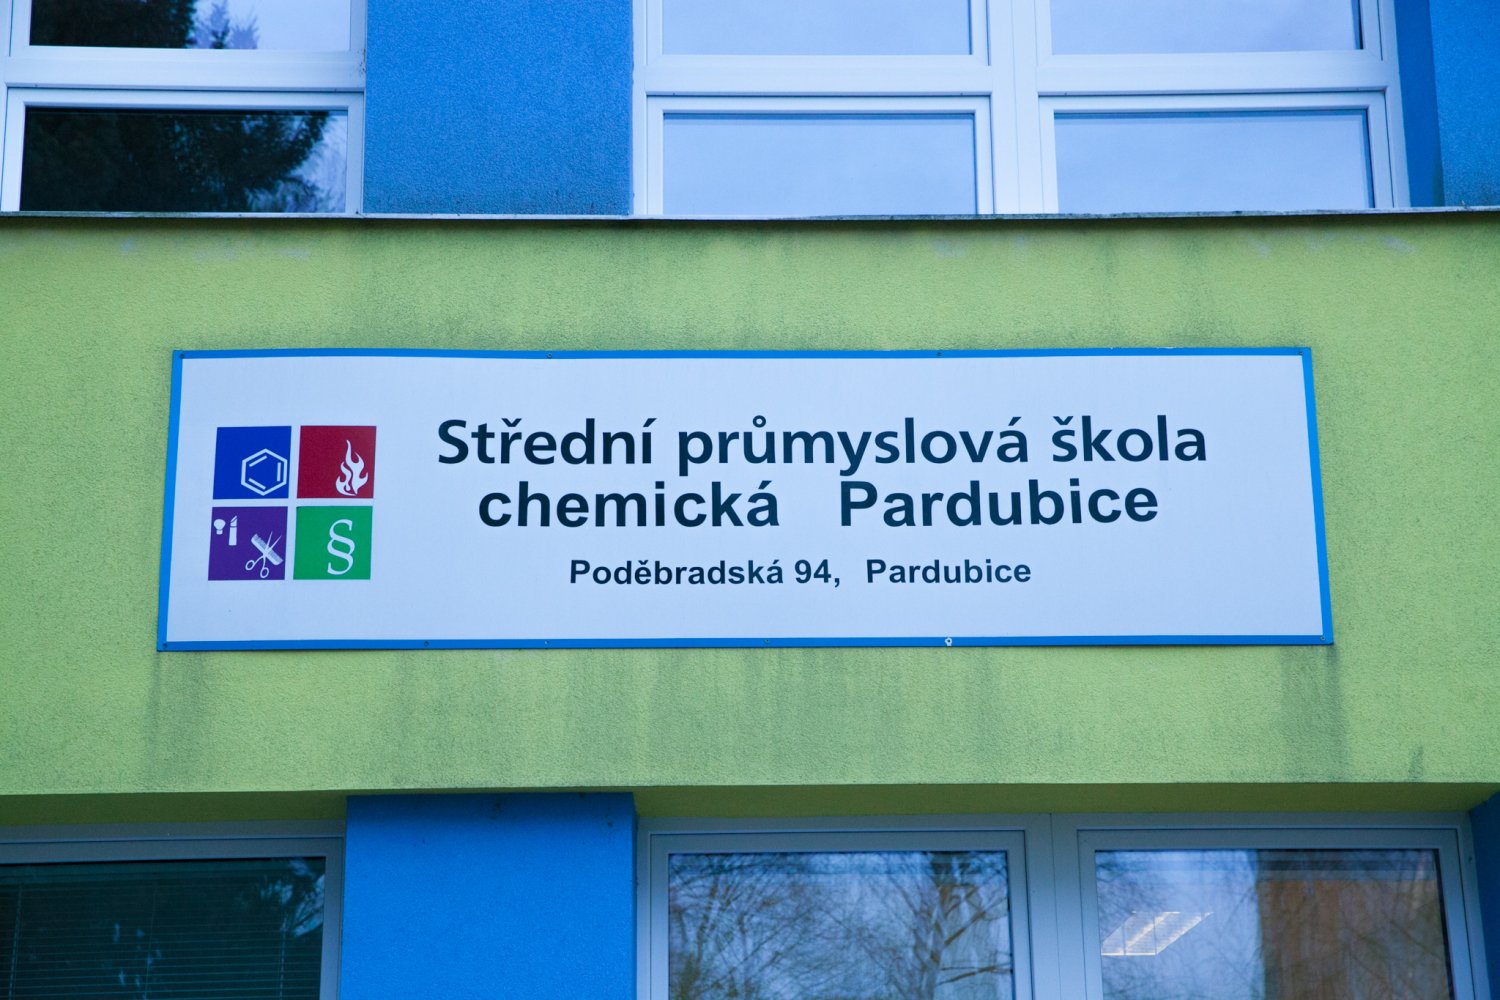 Střední průmyslová škola
chemická Pardubice
Poděbradská 94, Pardubice
§